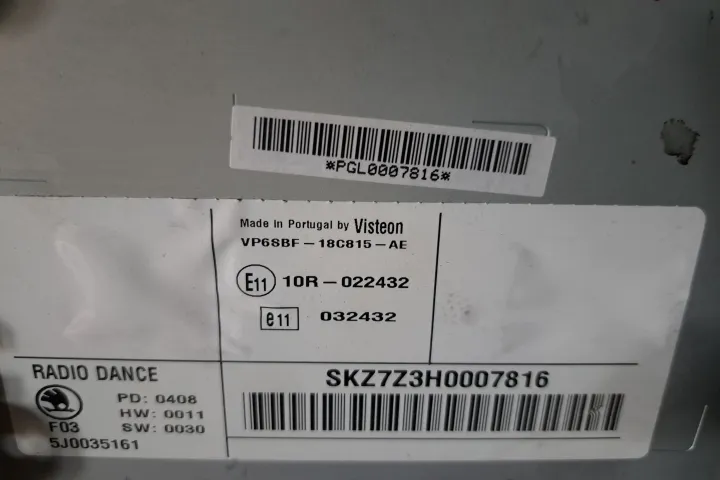 *PGL0007816*
Made in Portugal by Visteon
VP6SBF-18C815-AE
E11 10R-022432
e11 032432
RADIO DANCE
PD: 0408
HW: 0011
F03 SW: 0030
5J0035161
SKZ7Z3H0007816